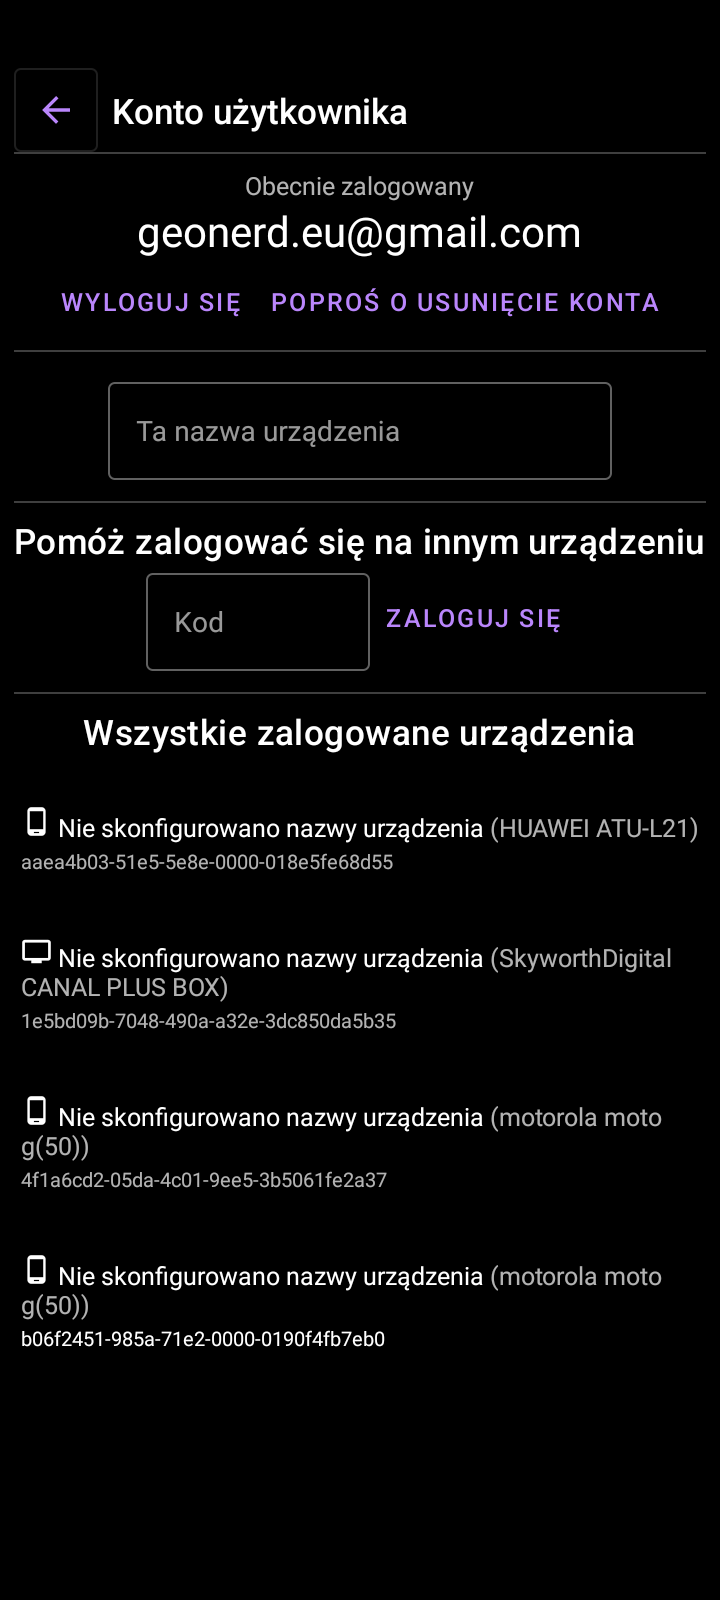 Konto użytkownika
Obecnie zalogowany
geonerd.eu@gmail.com
WYLOGUJ SIĘ POPROŚ O USUNIĘCIE KONTA
Ta nazwa urządzenia
Pomóż zalogować się na innym urządzeniu
Kod ZALOGUJ SIĘ
Wszystkie zalogowane urządzenia
Nie skonfigurowano nazwy urządzenia (HUAWEI ATU-L21)
aaea4b03-51e5-5e8e-0000-018e5fe68d55
Nie skonfigurowano nazwy urządzenia (SkyworthDigital
CANAL PLUS BOX)
1e5bd09b-7048-490a-a32e-3dc850da5b35
Nie skonfigurowano nazwy urządzenia (motorola moto
g(50))
4f1a6cd2-05da-4c01-9ee5-3b5061fe2a37
Nie skonfigurowano nazwy urządzenia (motorola moto
g(50))
b06f2451-985a-71e2-0000-0190f4fb7eb0